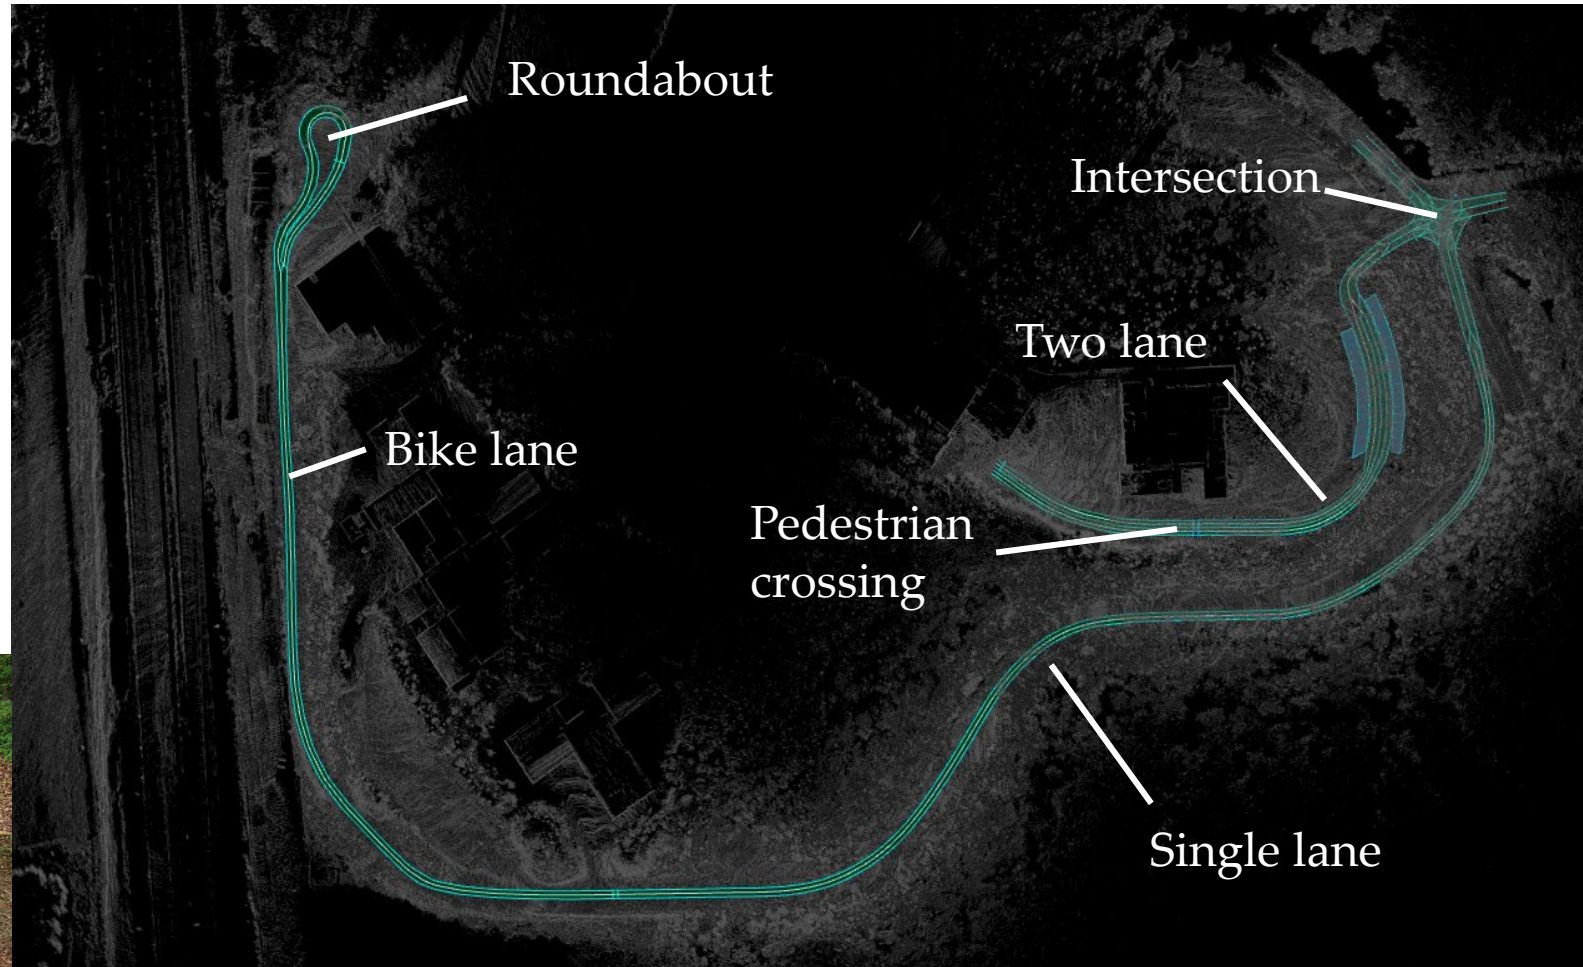 Roundabout
Intersection
Two lane
Bike lane
Pedestrian
crossing
Single lane